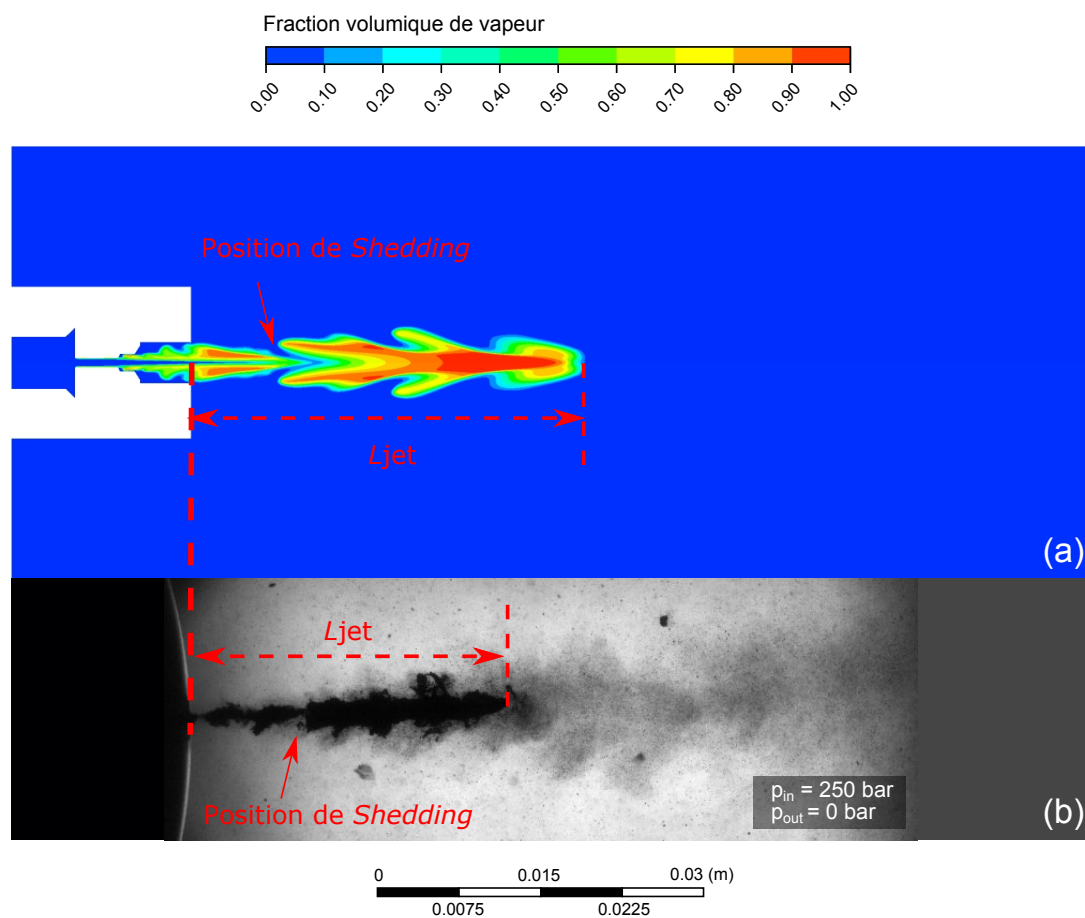 Fraction volumique de vapeur
0.00 0.10 0.20 0.30 0.40 0.50 0.60 0.70 0.80 0.90 1.00
Position de Shedding
Ljet
(a)
Ljet
Position de Shedding
p_in = 250 bar
p_out = 0 bar
(b)
0 0.015 0.03 (m)
0.0075 0.0225